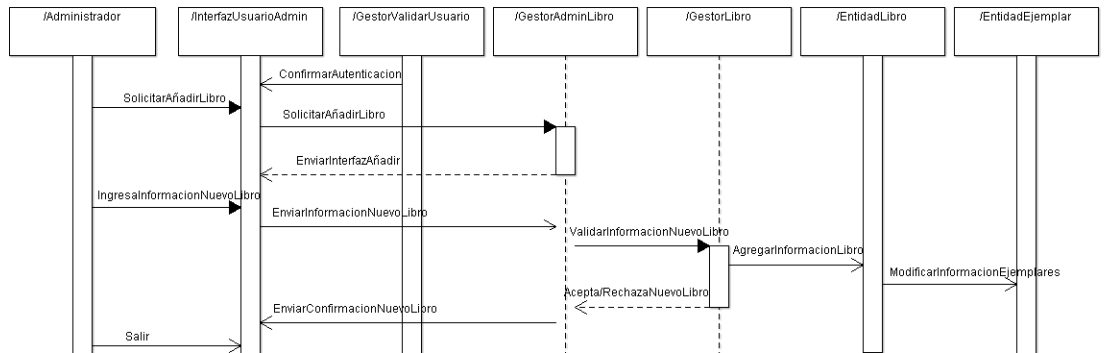 /Administrador
/InterfazUsuarioAdmin
/GestorValidarUsuario
/GestorAdminLibro
/GestorLibro
/EntidadLibro
/EntidadEjemplar
ConfirmarAutenticacion
SolicitarAñadirLibro
SolicitarAñadirLibro
EnviarInterfazAñadir
IngresaInformacionNuevoLibro
EnviarInformacionNuevoLibro
ValidarInformacionNuevoLibro
AgregarInformacionLibro
ModificarInformacionEjemplares
Acepta/RechazaNuevoLibro
EnviarConfirmacionNuevoLibro
Salir